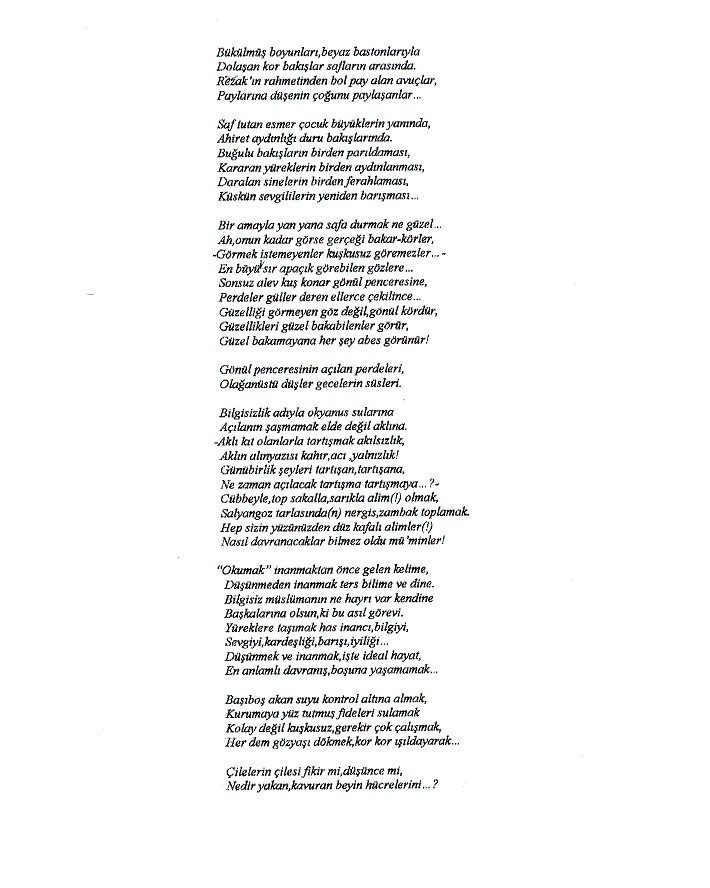 Bükülmüş boyunları,beyaz bastonlarıyla
Dolaşan kor bakışlar safların arasında.
Rezak'ın rahmetinden bol pay alan avuçlar,
Paylarına düşenin çoğunu paylaşanlar...

Saf tutan esmer çocuk büyüklerin yanında,
Ahiret aydınlığı duru bakışlarında.
Buğulu bakışların birden parıldaması,
Kararan yüreklerin birden aydınlanması,
Daralan sinelerin birden ferahlaması,
Küskün sevgililerin yeniden barışması...

Bir amayla yan yana safa durmak ne güzel...
Ah,onun kadar görse gerçeği bakar-körler,
-Görmek istemeyenler kuşkusuz göremezler... -
En büyük sır apaçık görebilen gözlere...
Sonsuz alev kuş konar gönül penceresine,
Perdeler güller deren ellerce çekilince...
Güzelliği görmeyen göz değil,gönül kördür,
Güzellikleri güzel bakabilenler görür,
Güzel bakamayana her şey abes görünür!

Gönül penceresinin açılan perdeleri,
Olağanüstü düşler gecelerin süsleri.

Bilgisizlik adıyla okyanus sularına
Açılanın şaşmamak elde değil aklına.
-Aklı kıt olanlarla tartışmak akılsızlık,
Aklın alınyazısı kahır,acı ,yalnızlık!
Günübirlik şeyleri tartışan,tartışana,
Ne zaman açılacak tartışma tartışmaya... ?-
Cübbeyle,top sakalla,sarıkla alim(!) olmak,
Salyangoz tarlasında(n) nergis,zambak toplamak.
Hep sizin yüzünüzden düz kafalı alimler(!)
Nasıl davranacaklar bilmez oldu mü'minler!

"Okumak" inanmaktan önce gelen kelime,
Düşünmeden inanmak ters bilime ve dine.
Bilgisiz müslümanın ne hayrı var kendine
Başkalarına olsun,ki bu asıl görevi.
Yüreklere taşımak has inancı,bilgiyi,
Sevgiyi,kardeşliği,barışı,iyiliği...
Düşünmek ve inanmak,işte ideal hayat,
En anlamlı davranış,boşuna yaşamamak...

Başıboş akan suyu kontrol altına almak,
Kurumaya yüz tutmuş fideleri sulamak
Kolay değil kuşkusuz,gerekir çok çalışmak,
Her dem gözyaşı dökmek,kor kor ışıldayarak...

Çilelerin çilesi fikir mi,düşünce mi,
Nedir yakan,kavuran beyin hücrelerini... ?